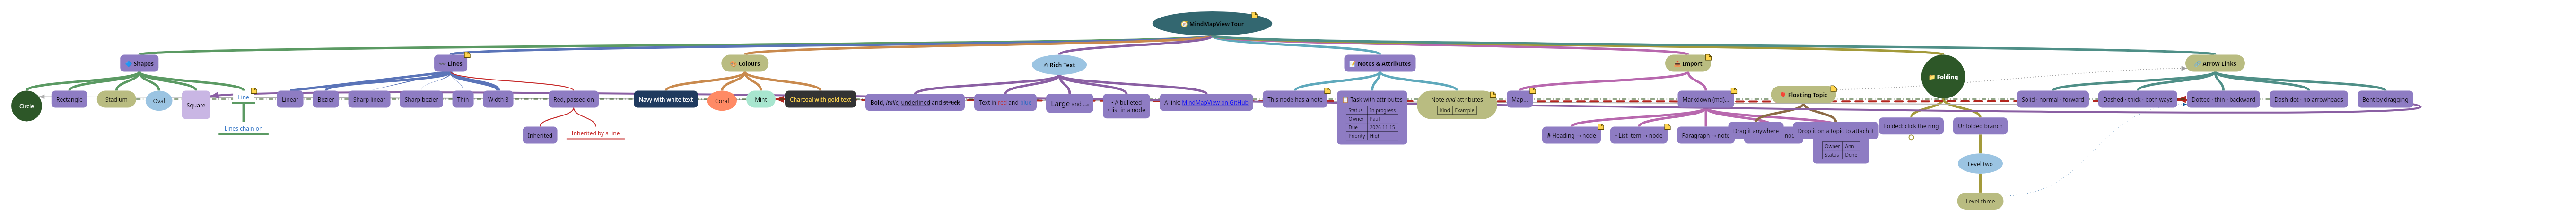 🧭 MindMapView Tour
🔷 Shapes
Lines
🎨 Colours
Rich Text
📝 Notes & Attributes
📥 Import
📁 Folding
Arrow Links
Circle
Rectangle
Stadium
Oval
Square
Line
Lines chain on
Linear
Bezier
Sharp linear
Sharp bezier
Thin
Width 8
Red, passed on
Inherited
Inherited by a line
Navy with white text
Coral
Mint
Charcoal with gold text
Bold, italic, underlined and struck
Text in red and blue
Large and ...
• A bulleted
• list in a node
A link: MindMapView on GitHub
This node has a note
📋 Task with attributes
Status In progress
Owner Paul
Due 2026-11-15
Priority High
Note and attributes
Kind Example
Map...
Markdown (md)...
# Heading → node
• List item → node
Paragraph → note
🎈 Floating Topic
Drag it anywhere
Drop it on a topic to attach it
Owner Ann
Status Done
Folded: click the ring
Unfolded branch
Level two
Level three
Solid · normal · forward
Dashed · thick · both ways
Dotted · thin · backward
Dash-dot · no arrowheads
Bent by dragging